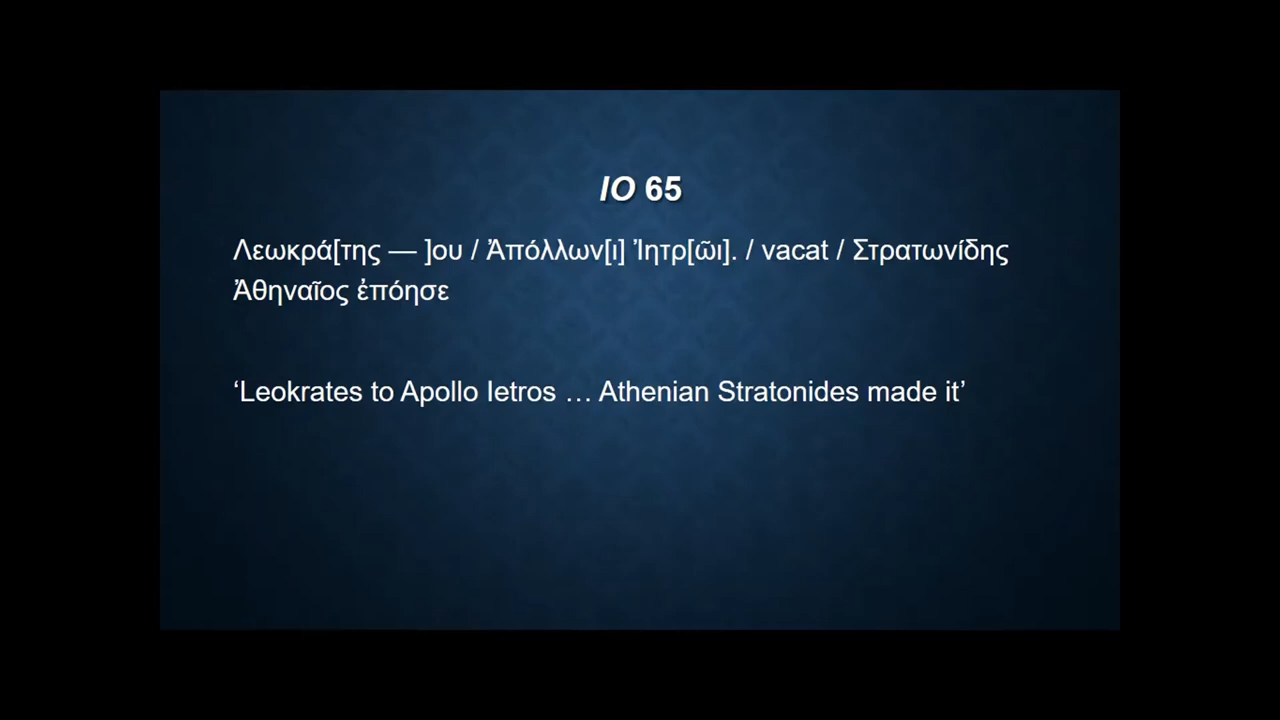 IO 65
Λεωκρά[της — ]ου / Ἀπόλλων[ι] Ἰητρ[ῶι]. / vacat / Στρατωνίδης
Ἀθηναῖος ἐπόησε
‘Leokrates to Apollo Ietros … Athenian Stratonides made it’